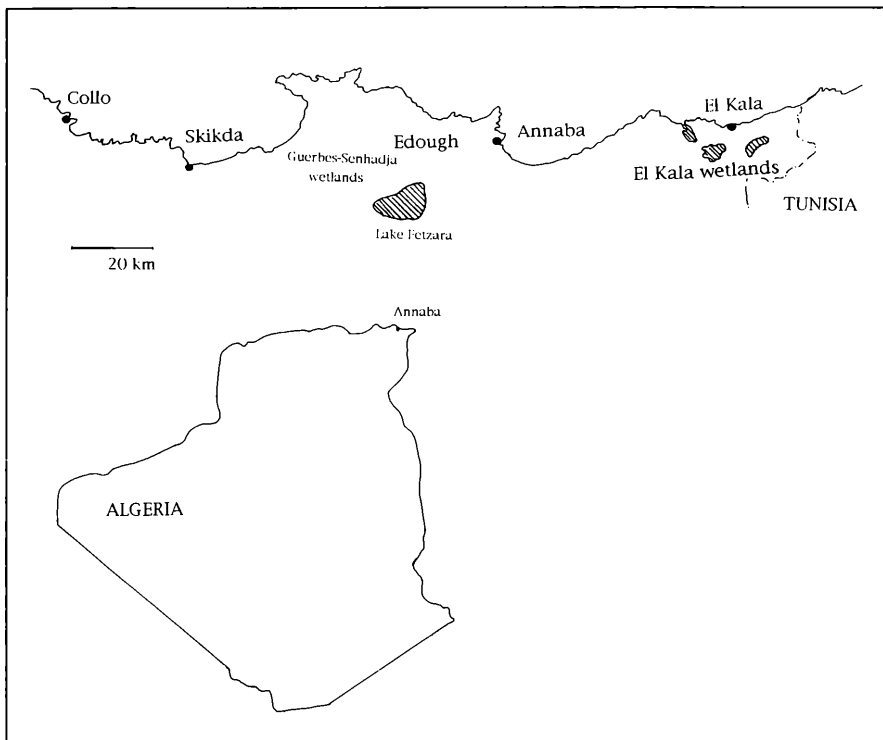 Collo
Skikda
Guerbes-Senhadja
wetlands
Edough
Annaba
El Kala
El Kala wetlands
TUNISIA
Lake Fetzara
20 km
Annaba
ALGERIA